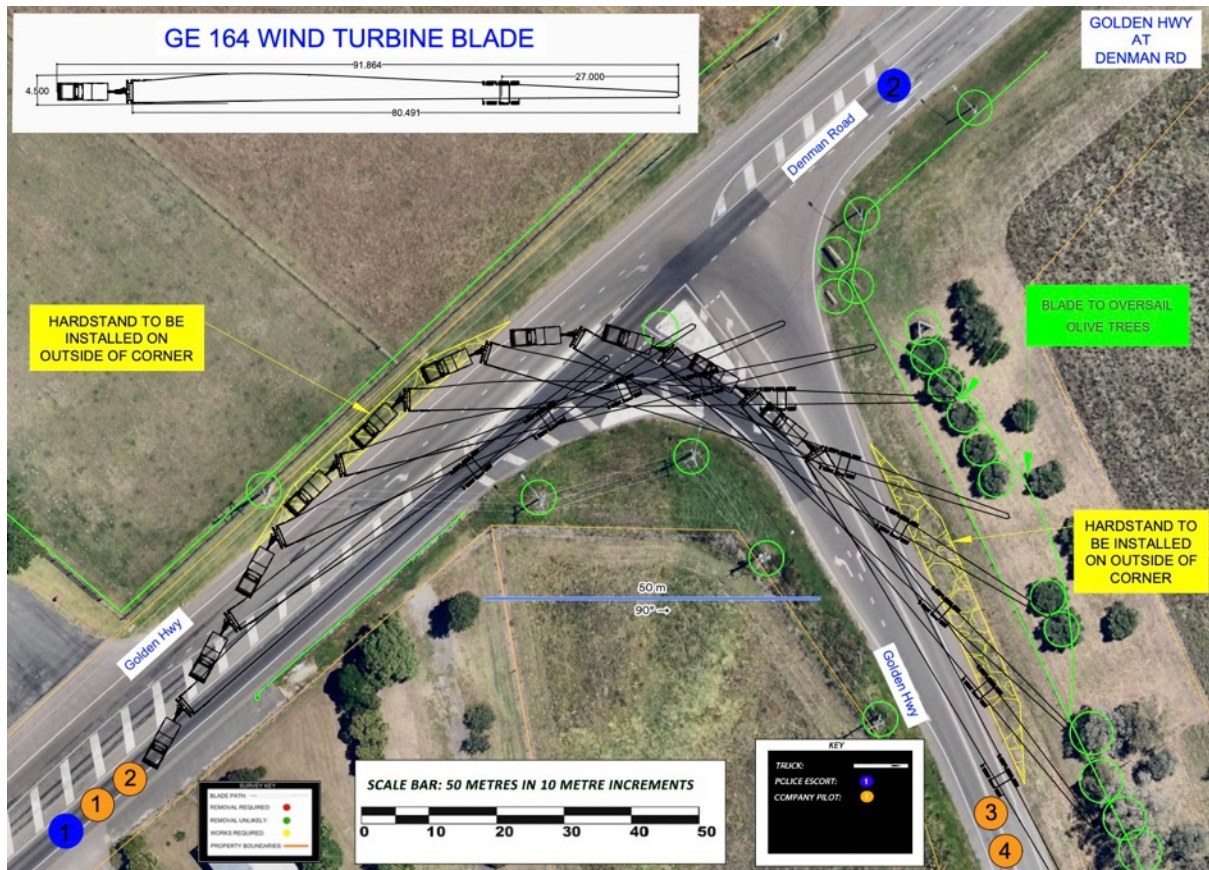 GE 164 WIND TURBINE BLADE
91.864
27.000
4.500
80.491
GOLDEN HWY
AT
DENMAN RD
2
Denman Road
HARDSTAND TO BE
INSTALLED ON
OUTSIDE OF CORNER
BLADE TO OVERSAIL
OLIVE TREES
HARDSTAND TO
BE INSTALLED
ON OUTSIDE OF
CORNER
50 m
90° →
Golden Hwy
Golden Hwy
2
1
1
3
4
SURVEY KEY
BLADE PATH:
REMOVAL REQUIRED:
REMOVAL UNLIKELY:
WORKS REQUIRED:
PROPERTY BOUNDARIES:
SCALE BAR: 50 METRES IN 10 METRE INCREMENTS
0 10 20 30 40 50
KEY
TRUCK:
POLICE ESCORT: 1
COMPANY PILOT: 1